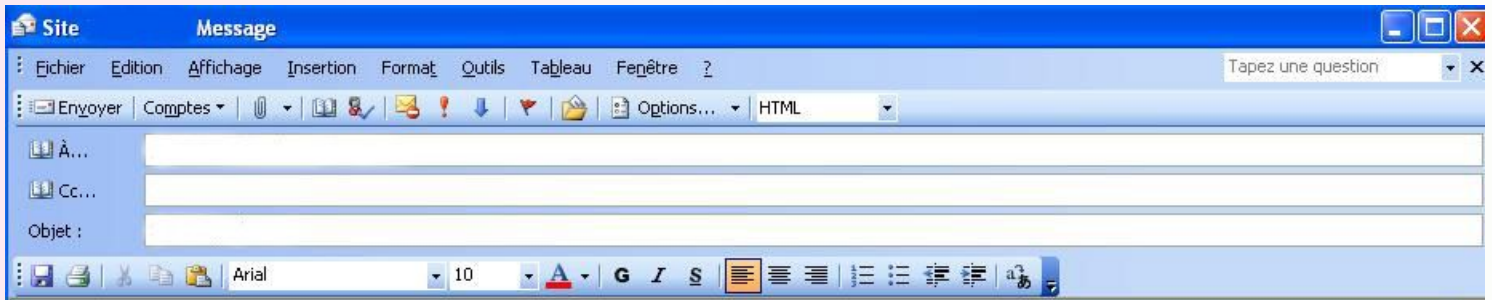 Site Message
Fichier Edition Affichage Insertion Format Outils Tableau Fenêtre ? Tapez une question
Envoyer Comptes Options... HTML
À...
Cc...
Objet :
Arial 10 A G I S